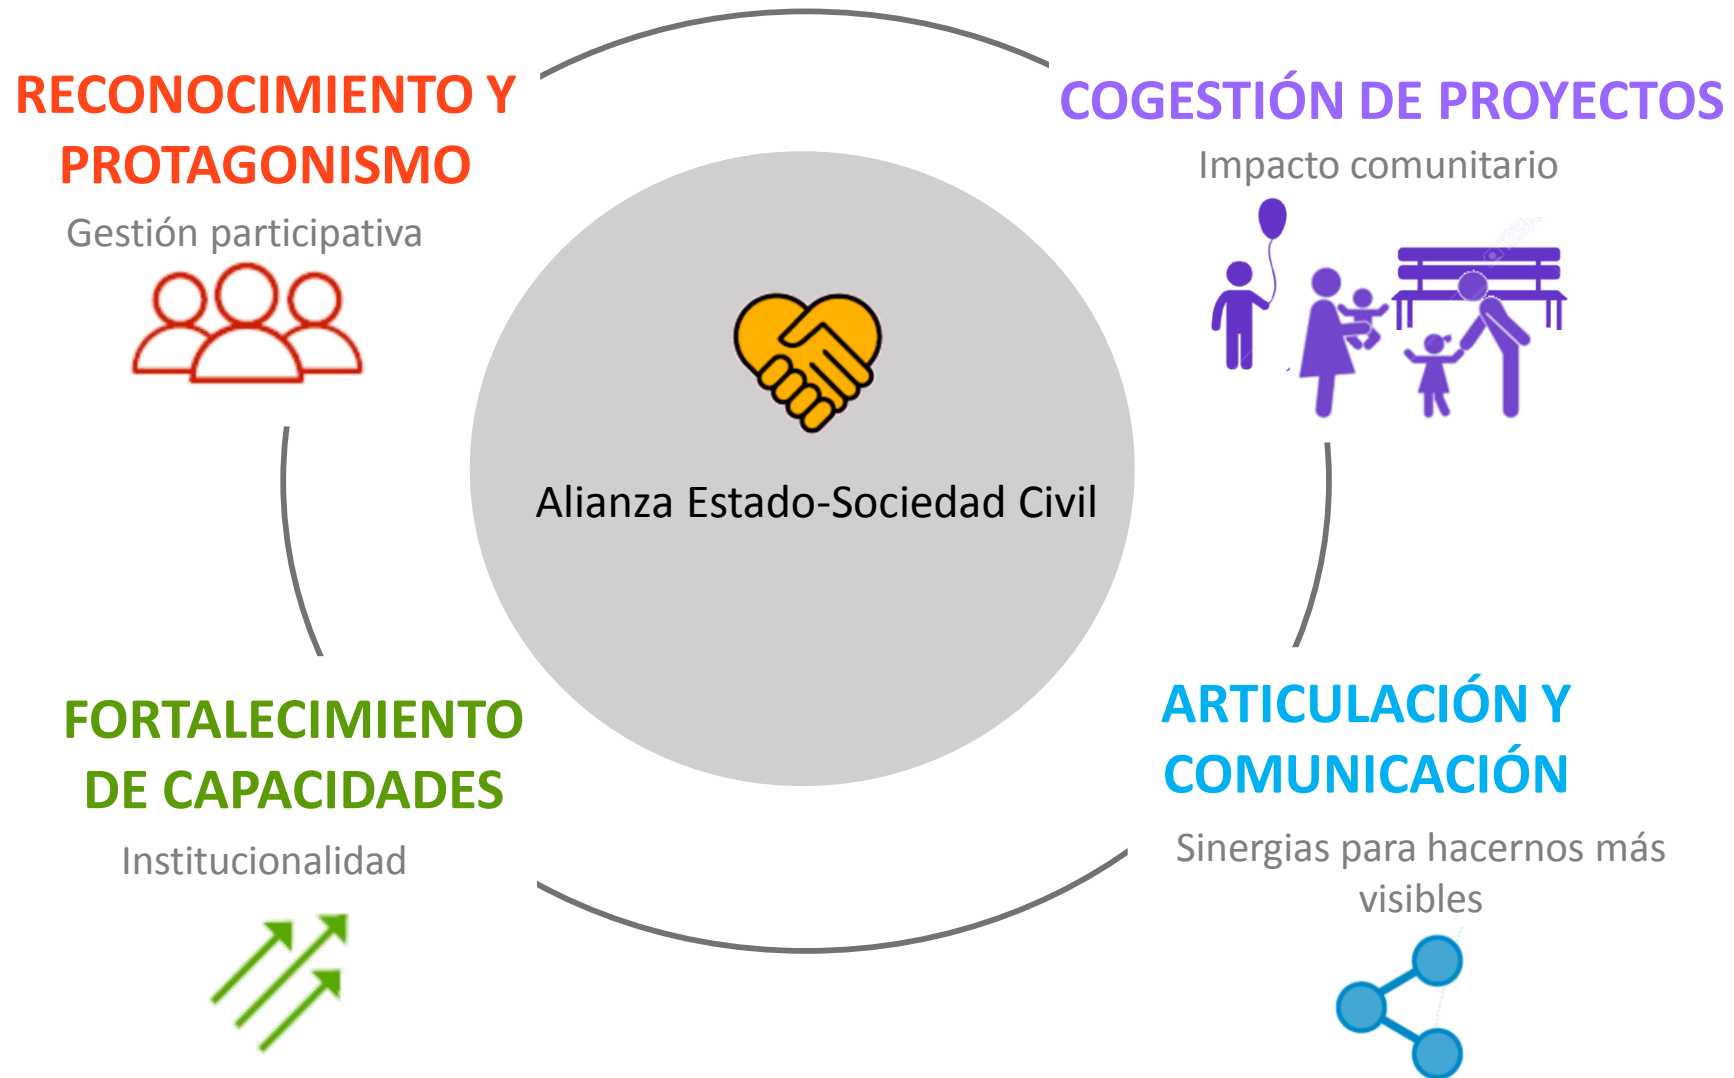 RECONOCIMIENTO Y
PROTAGONISMO
Gestión participativa
COGESTIÓN DE PROYECTOS
Impacto comunitario
Alianza Estado-Sociedad Civil
FORTALECIMIENTO
DE CAPACIDADES
Institucionalidad
ARTICULACIÓN Y
COMUNICACIÓN
Sinergias para hacernos más
visibles